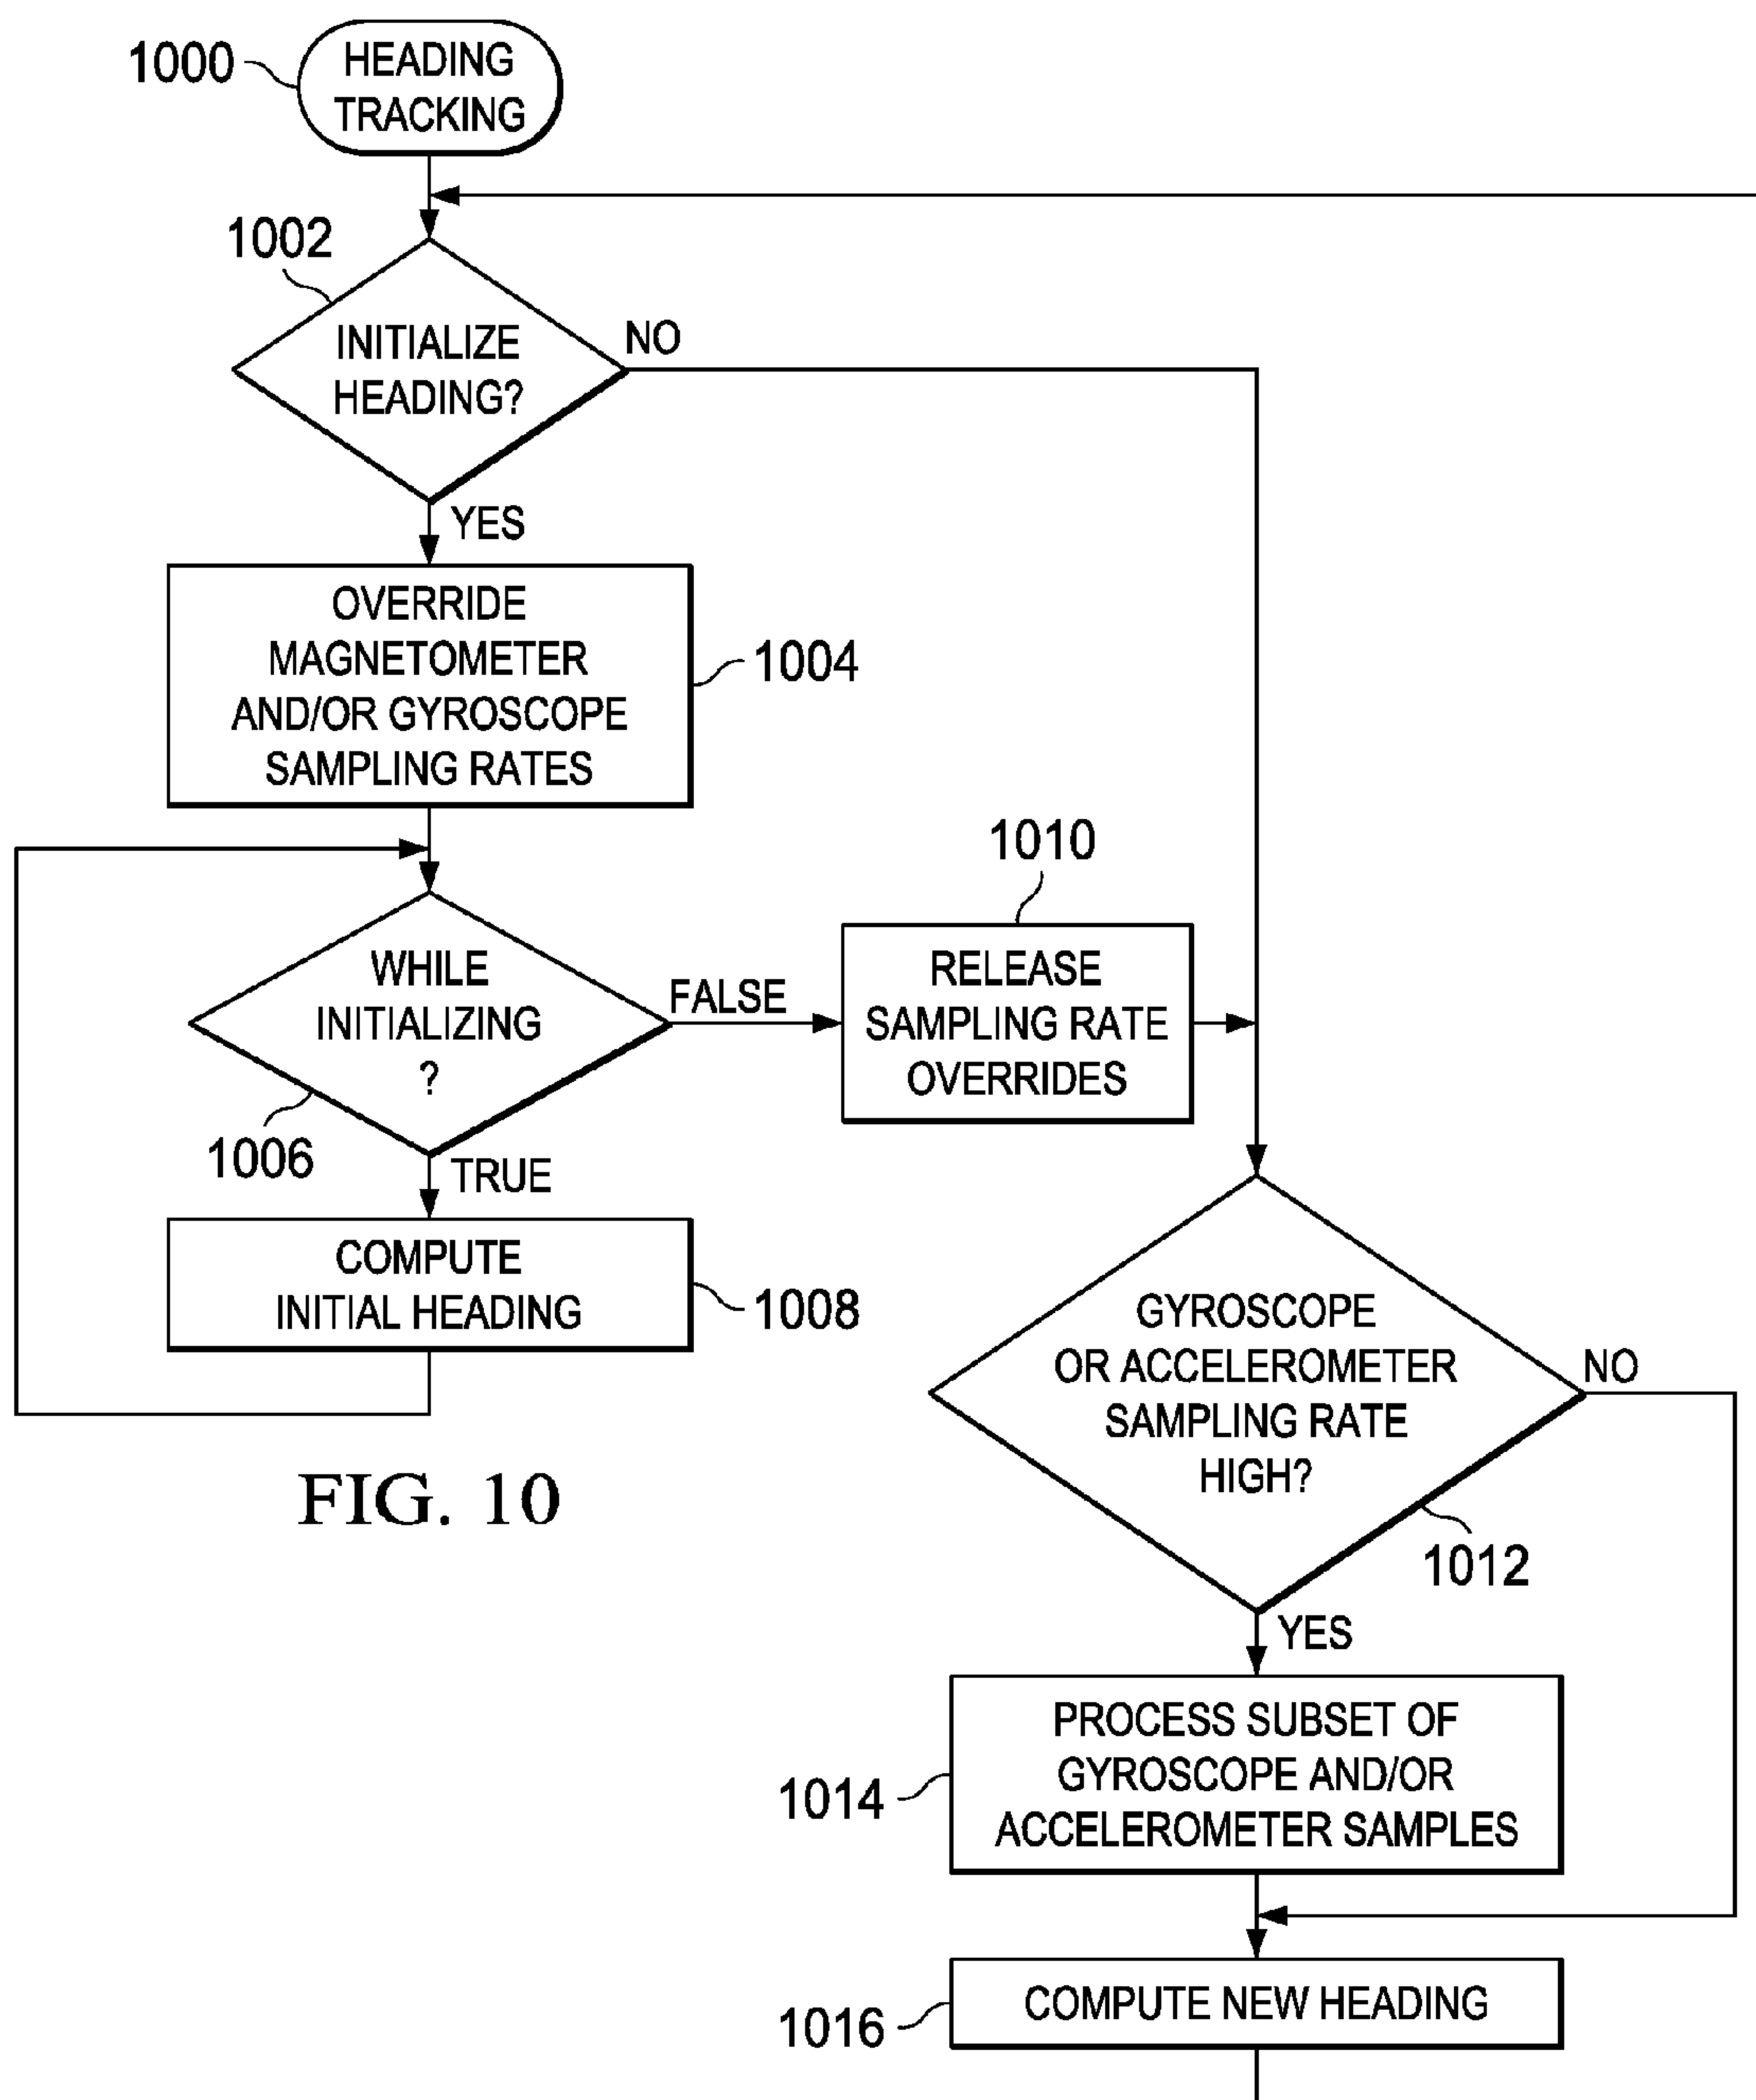 1000
HEADING
TRACKING
1002
INITIALIZE
HEADING?
NO
YES
OVERRIDE
MAGNETOMETER
AND/OR GYROSCOPE
SAMPLING RATES
1004
WHILE
INITIALIZING
?
1006
FALSE
TRUE
1010
RELEASE
SAMPLING RATE
OVERRIDES
COMPUTE
INITIAL HEADING
1008
GYROSCOPE
OR ACCELEROMETER
SAMPLING RATE
HIGH?
NO
1012
YES
FIG. 10
PROCESS SUBSET OF
GYROSCOPE AND/OR
ACCELEROMETER SAMPLES
1014
COMPUTE NEW HEADING
1016